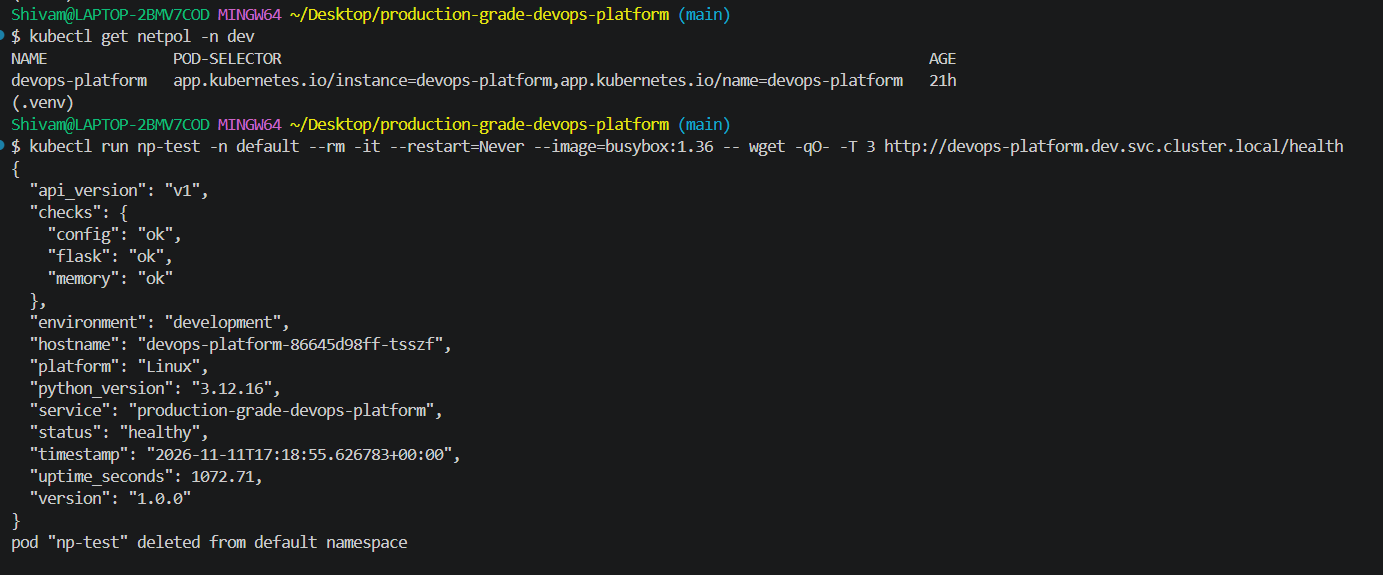 Shivam@LAPTOP-2BMV7COD MINGW64 ~/Desktop/production-grade-devops-platform (main)
$ kubectl get netpol -n dev
NAME              POD-SELECTOR                                                                              AGE
devops-platform   app.kubernetes.io/instance=devops-platform,app.kubernetes.io/name=devops-platform   21h
(.venv)
Shivam@LAPTOP-2BMV7COD MINGW64 ~/Desktop/production-grade-devops-platform (main)
$ kubectl run np-test -n default --rm -it --restart=Never --image=busybox:1.36 -- wget -qO- -T 3 http://devops-platform.dev.svc.cluster.local/health
{
  "api_version": "v1",
  "checks": {
    "config": "ok",
    "flask": "ok",
    "memory": "ok"
  },
  "environment": "development",
  "hostname": "devops-platform-86645d98ff-tsszf",
  "platform": "Linux",
  "python_version": "3.12.16",
  "service": "production-grade-devops-platform",
  "status": "healthy",
  "timestamp": "2026-11-11T17:18:55.626783+00:00",
  "uptime_seconds": 1072.71,
  "version": "1.0.0"
}
pod "np-test" deleted from default namespace